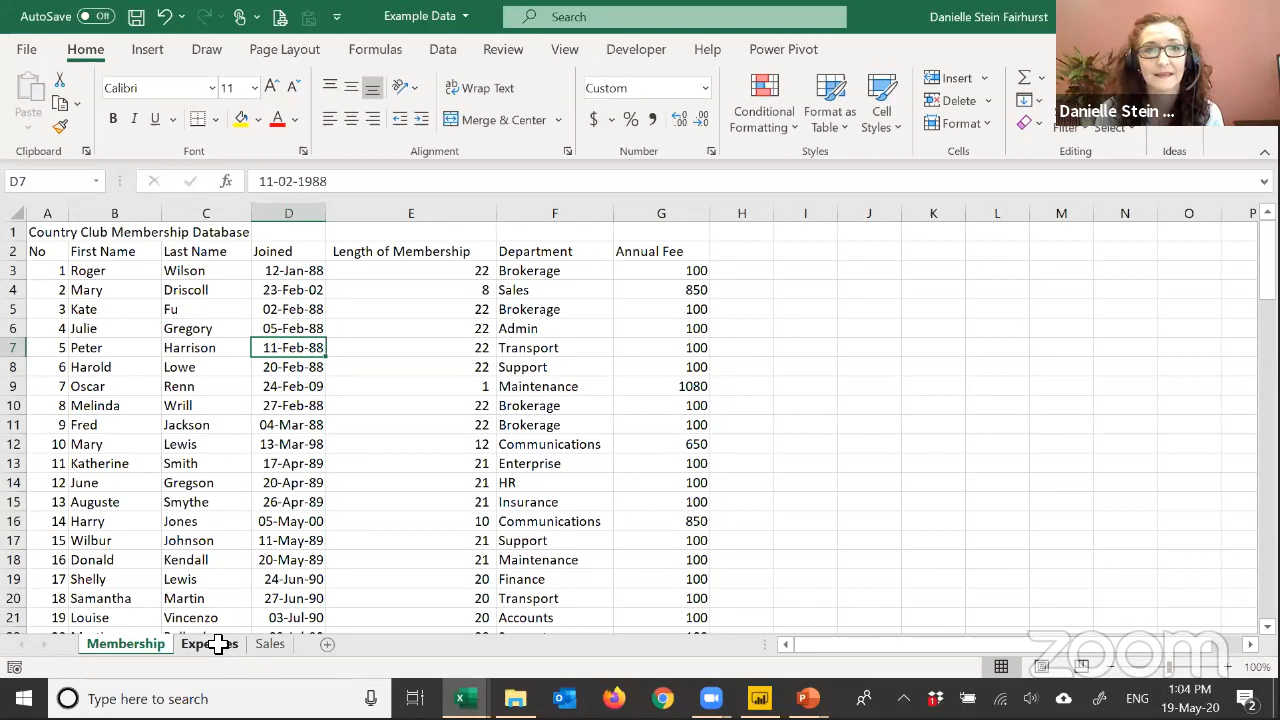 AutoSave Off Example Data Search Danielle Stein Fairhurst
File Home Insert Draw Page Layout Formulas Data Review View Developer Help Power Pivot
Paste Calibri 11 Wrap Text Custom Conditional Formatting Format as Table Cell Styles Insert
B I U Merge & Center $ % Delete Format Filter Select
Danielle Stein ...
Clipboard Font Alignment Number Styles Cells Editing Ideas
D7 fx 11-02-1988
A B C D E F G H I J K L M N O P
1 Country Club Membership Database
2 No First Name Last Name Joined Length of Membership Department Annual Fee
3 1 Roger Wilson 12-Jan-88 22 Brokerage 100
4 2 Mary Driscoll 23-Feb-02 8 Sales 850
5 3 Kate Fu 02-Feb-88 22 Brokerage 100
6 4 Julie Gregory 05-Feb-88 22 Admin 100
7 5 Peter Harrison 11-Feb-88 22 Transport 100
8 6 Harold Lowe 20-Feb-88 22 Support 100
9 7 Oscar Renn 24-Feb-09 1 Maintenance 1080
10 8 Melinda Wrill 27-Feb-88 22 Brokerage 100
11 9 Fred Jackson 04-Mar-88 22 Brokerage 100
12 10 Mary Lewis 13-Mar-98 12 Communications 650
13 11 Katherine Smith 17-Apr-89 21 Enterprise 100
14 12 June Gregson 20-Apr-89 21 HR 100
15 13 Auguste Smythe 26-Apr-89 21 Insurance 100
16 14 Harry Jones 05-May-00 10 Communications 850
17 15 Wilbur Johnson 11-May-89 21 Support 100
18 16 Donald Kendall 20-May-89 21 Maintenance 100
19 17 Shelly Lewis 24-Jun-90 20 Finance 100
20 18 Samantha Martin 27-Jun-90 20 Transport 100
21 19 Louise Vincenzo 03-Jul-90 20 Accounts 100
Membership Expenses Sales
zoom
100%
Type here to search ENG 1:04 PM
19-May-20 2